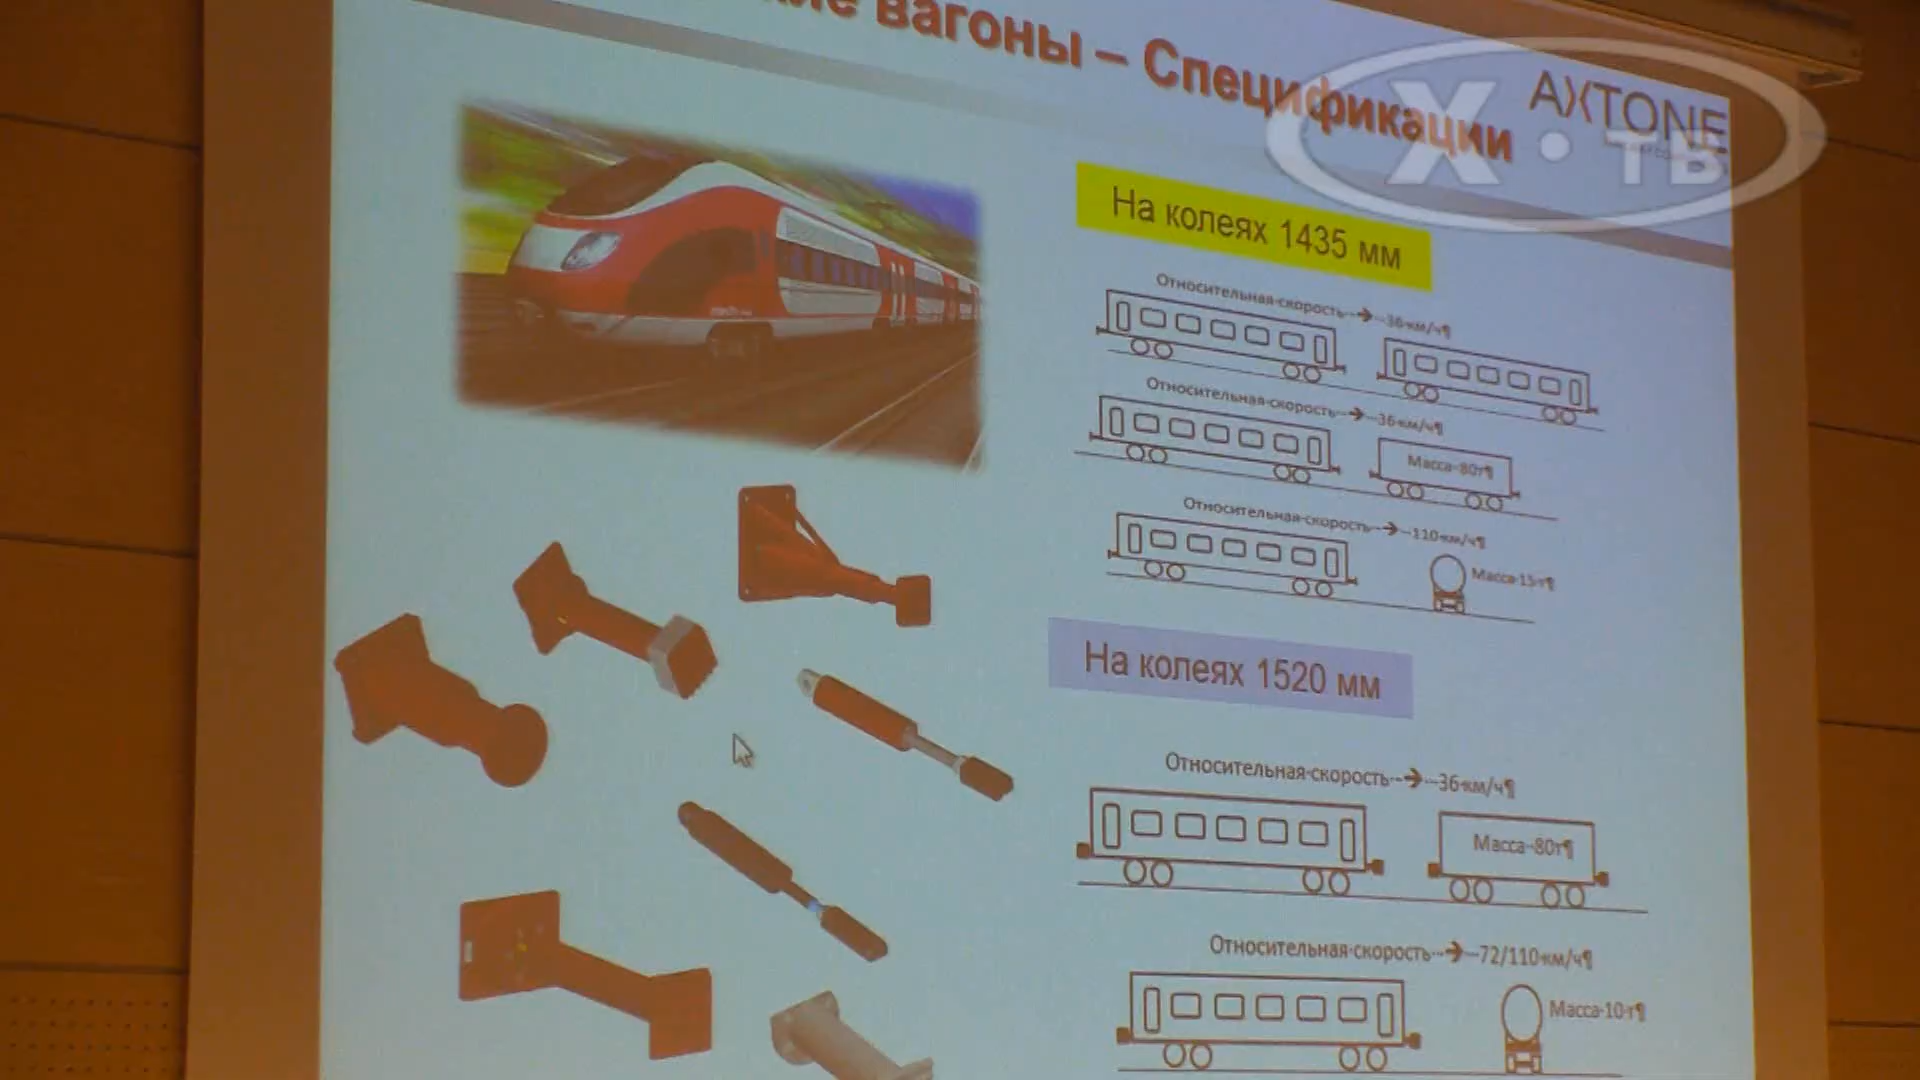 вагоны – Спецификации
AXTONE
Х•ТВ
На колеях 1435 мм
Относительная·скорость···→···36·км/ч¶
Относительная·скорость···→···36·км/ч¶
Масса··80т¶
Относительная·скорость···→···110·км/ч¶
Масса·15·т¶
На колеях 1520 мм
Относительная·скорость···→···36·км/ч¶
Масса··80т¶
Относительная·скорость···→···72/110·км/ч¶
Масса·10·т¶